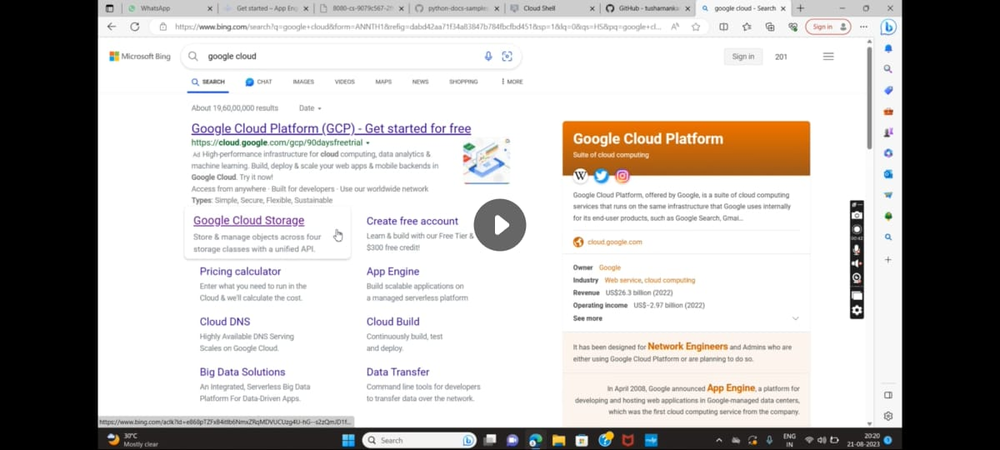 WhatsApp
Get started – App Eng
8080-cs-9079c567-2f
python-docs-samples
Cloud Shell
GitHub - tusharnanka
google cloud - Search
https://www.bing.com/search?q=google+cloud&form=ANNTH1&refig=dabd42aa71f34a83847b784fbcfbd451&sp=1&lq=0&qs=HS&pq=google+cl...
Sign in
Microsoft Bing
google cloud
Sign in
201
SEARCH
CHAT
IMAGES
VIDEOS
MAPS
NEWS
SHOPPING
MORE
About 19,60,00,000 results
Date
Google Cloud Platform (GCP) - Get started for free
https://cloud.google.com/gcp/90daysfreetrial
Ad High-performance infrastructure for cloud computing, data analytics &
machine learning. Build, deploy & scale your web apps & mobile backends in
Google Cloud. Try it now!
Access from anywhere · Built for developers · Use our worldwide network
Types: Simple, Secure, Flexible, Sustainable
Google Cloud Storage
Store & manage objects across four
storage classes with a unified API.
Create free account
Learn & build with our Free Tier &
$300 free credit!
Pricing calculator
Enter what you need to run in the
Cloud & we'll calculate the cost.
App Engine
Build scalable applications on
a managed serverless platform
Cloud DNS
Highly Available DNS Serving
Scales on Google Cloud.
Cloud Build
Continuously build, test
and deploy.
Big Data Solutions
An Integrated, Serverless Big Data
Platform For Data-Driven Apps.
Data Transfer
Command line tools for developers
to transfer data over the network.
Google Cloud Platform
Suite of cloud computing
W
Google Cloud Platform, offered by Google, is a suite of cloud computing
services that runs on the same infrastructure that Google uses internally
for its end-user products, such as Google Search, Gmai...
cloud.google.com
Owner Google
Industry Web service, cloud computing
Revenue US$26.3 billion (2022)
Operating income US$−2.97 billion (2022)
See more
It has been designed for Network Engineers and Admins who are
either using Google Cloud Platform or are planning to do so.
In April 2008, Google announced App Engine, a platform for
developing and hosting web applications in Google-managed data centers,
which was the first cloud computing service from the company.
00:42
30°C
Mostly clear
Search
ENG
IN
20:20
21-08-2023